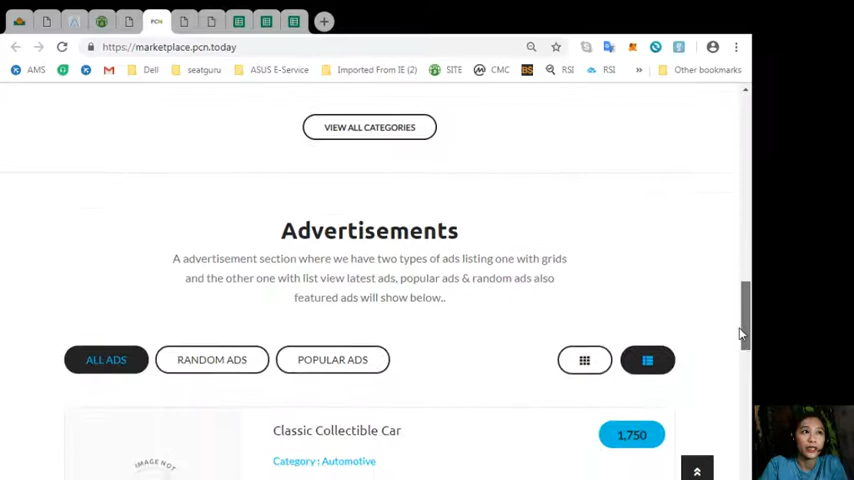 PCN
https://marketplace.pcn.today
AMS
Dell
seatguru
ASUS E-Service
Imported From IE (2)
SITE
CMC
BS
RSI
RSI
»
Other bookmarks
VIEW ALL CATEGORIES
Advertisements
A advertisement section where we have two types of ads listing one with grids
and the other one with list view latest ads, popular ads & random ads also
featured ads will show below..
ALL ADS
RANDOM ADS
POPULAR ADS
Classic Collectible Car
1,750
IMAGE NOT
Category : Automotive